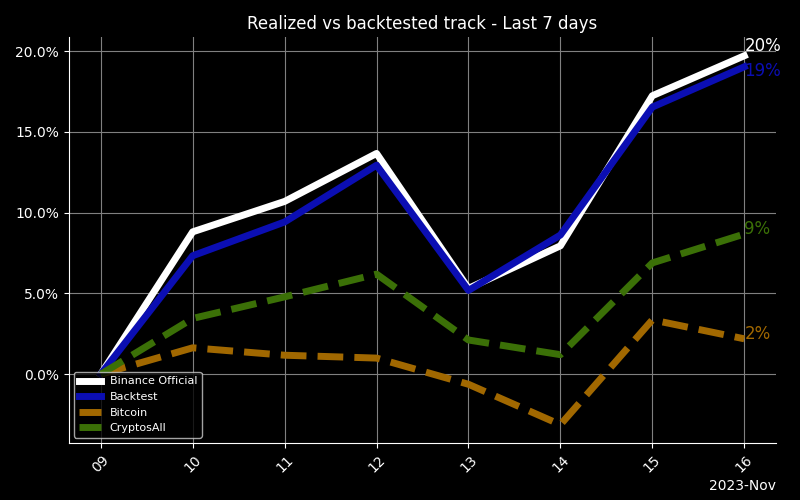 Realized vs backtested track - Last 7 days
20.0%
15.0%
10.0%
5.0%
0.0%
20%
19%
9%
2%
Binance Official
Backtest
Bitcoin
CryptosAll
09 10 11 12 13 14 15 16
2023-Nov